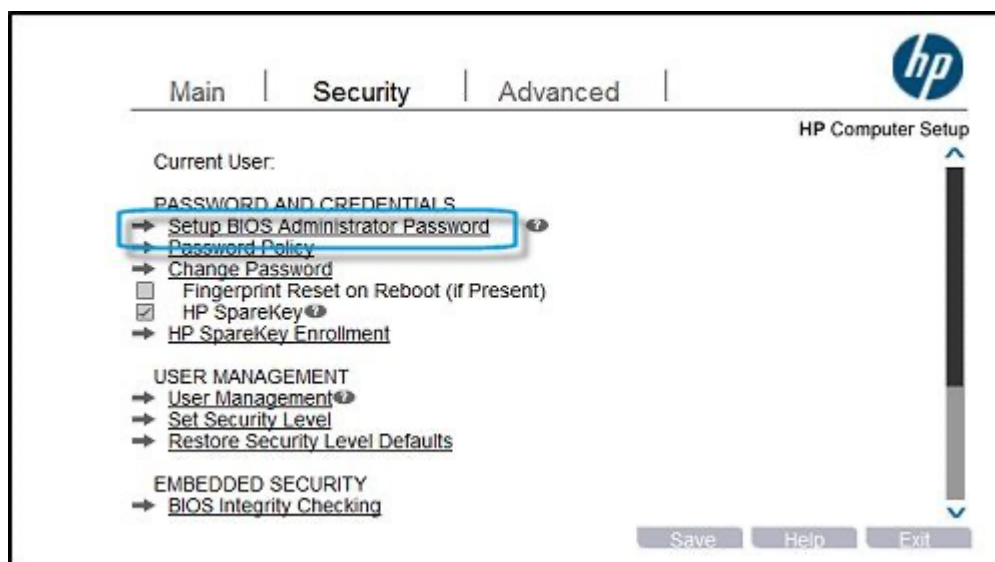 hp
Main | Security | Advanced |
HP Computer Setup
Current User:
PASSWORD AND CREDENTIALS
Setup BIOS Administrator Password ?
Password Policy
Change Password
Fingerprint Reset on Reboot (if Present)
HP SpareKey ?
HP SpareKey Enrollment
USER MANAGEMENT
User Management ?
Set Security Level
Restore Security Level Defaults
EMBEDDED SECURITY
BIOS Integrity Checking
Save Help Exit